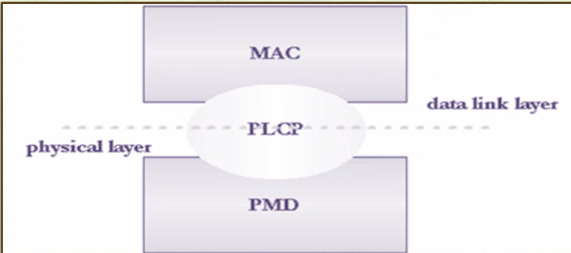 MAC
data link layer
PLCP
physical layer
PMD